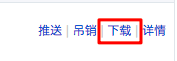 推送 | 吊销 | 下载 | 详情